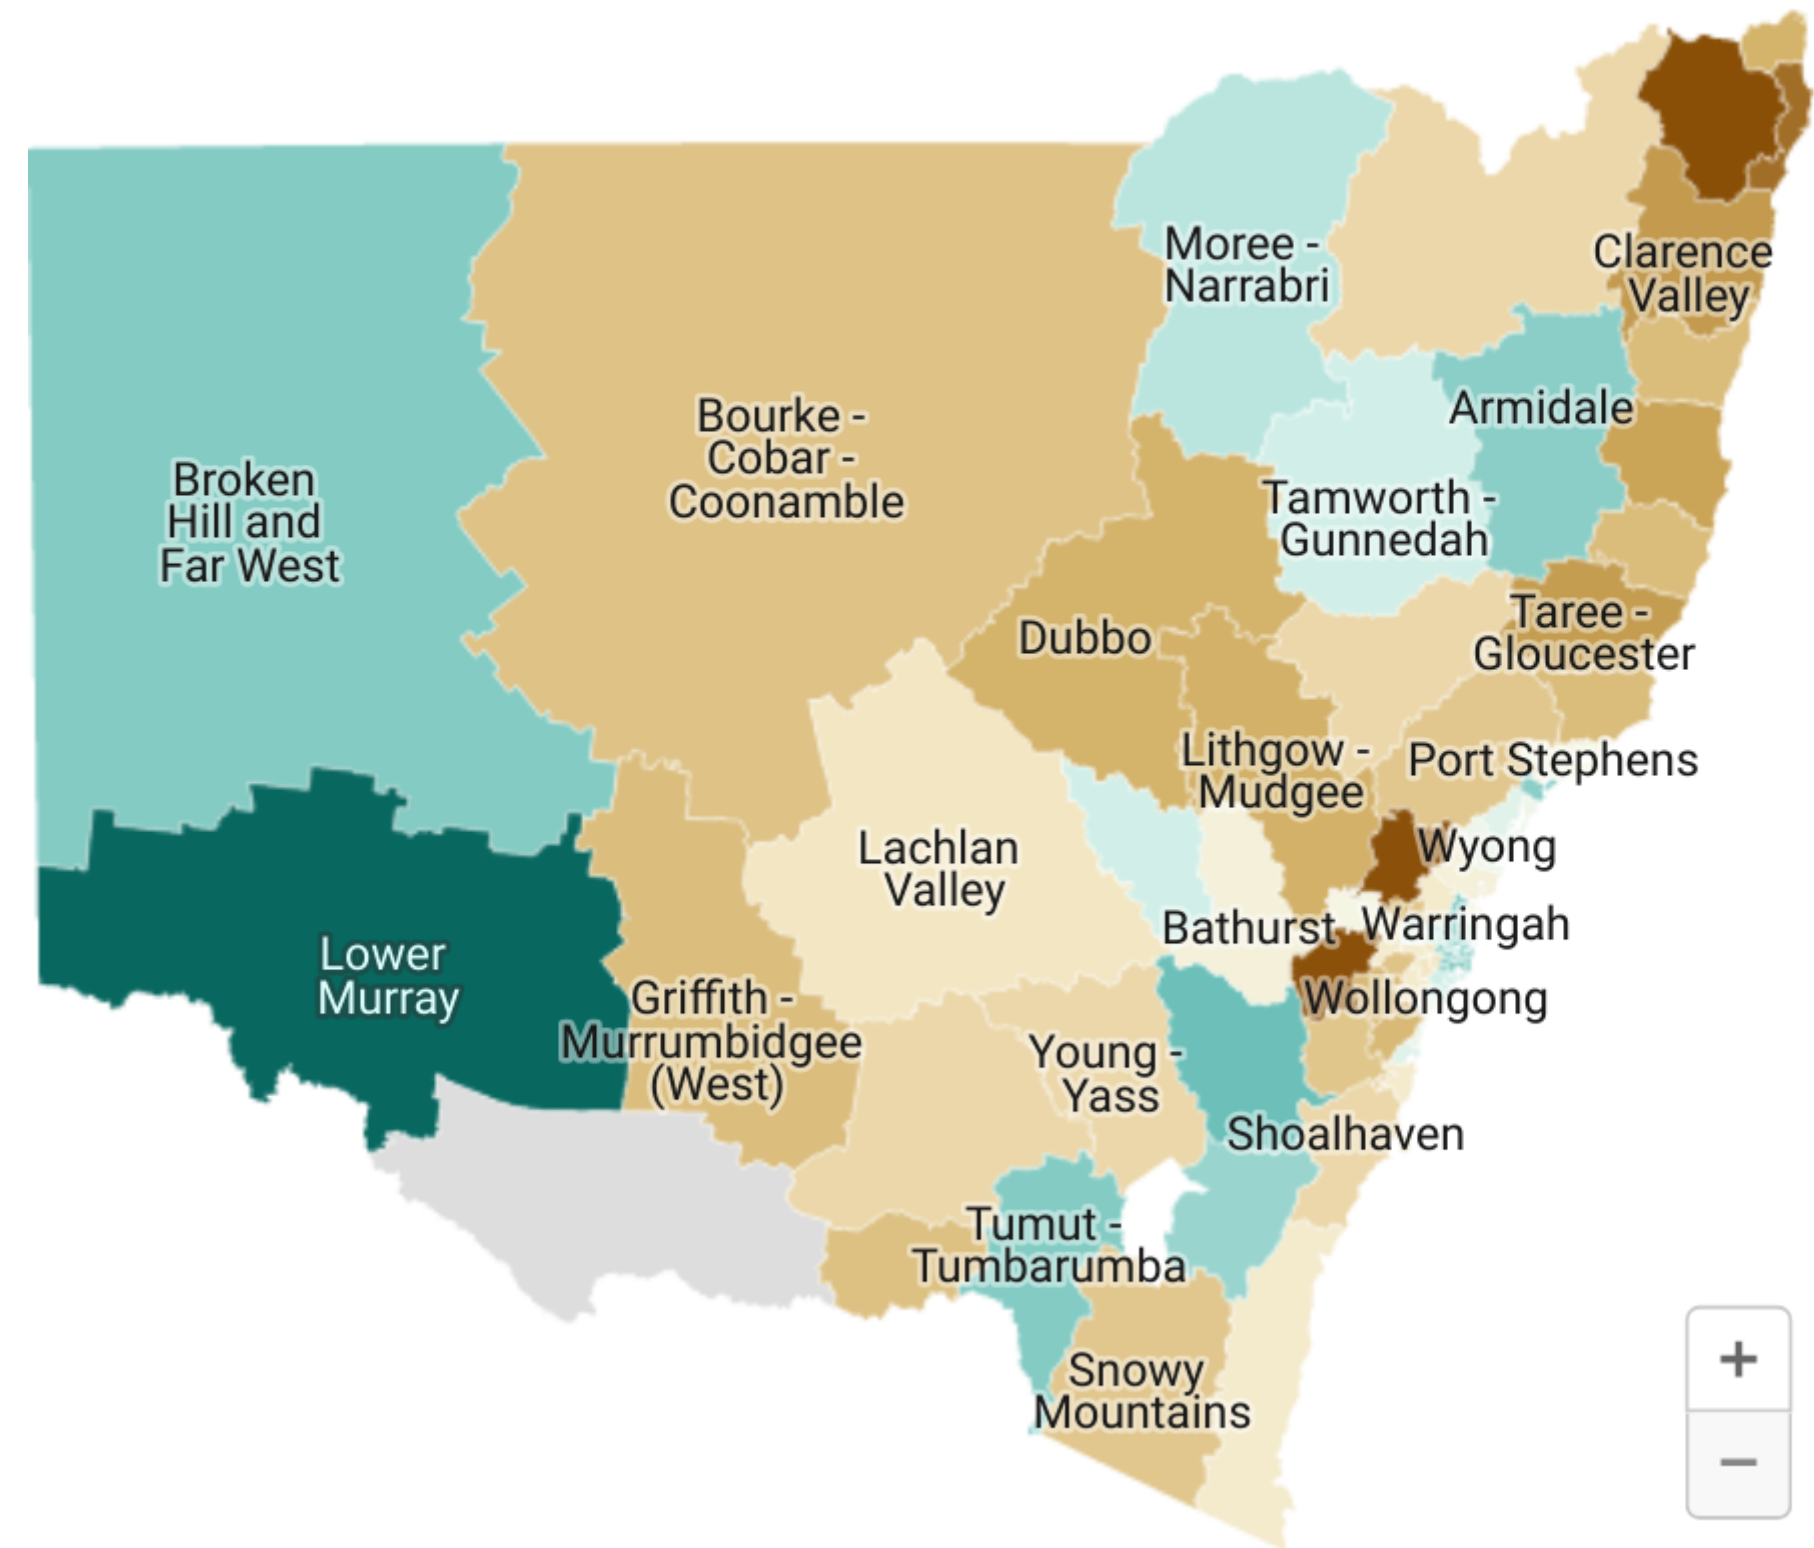 Moree -
Narrabri
Clarence
Valley
Bourke -
Cobar -
Coonamble
Armidale
Broken
Hill and
Far West
Tamworth -
Gunnedah
Dubbo
Taree -
Gloucester
Lithgow -
Mudgee
Port Stephens
Lachlan
Valley
Wyong
Bathurst
Warringah
Lower
Murray
Griffith -
Murrumbidgee
(West)
Wollongong
Young -
Yass
Shoalhaven
Tumut -
Tumbarumba
Snowy
Mountains
+
−